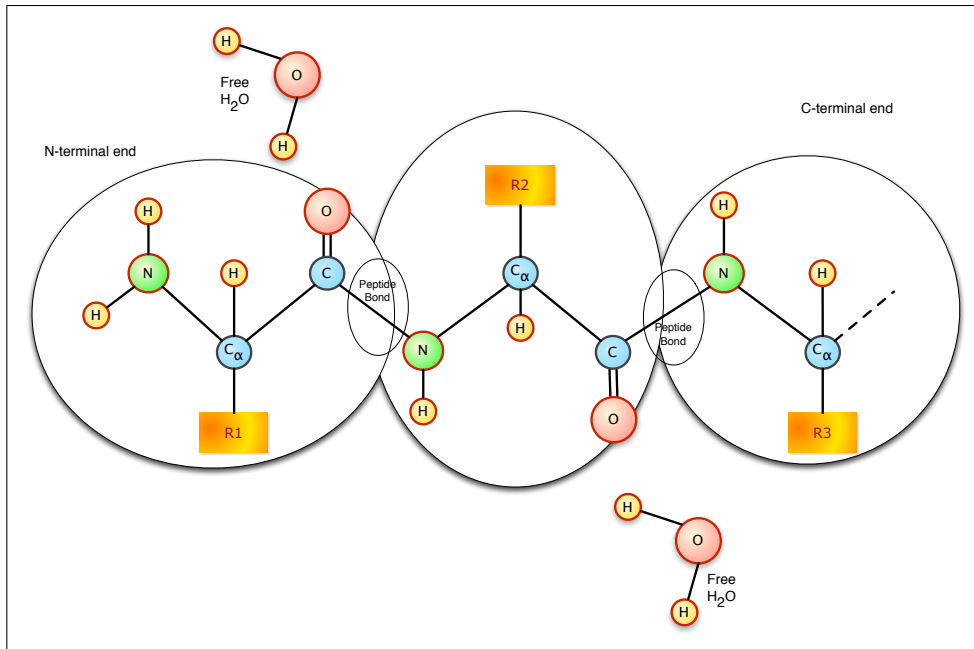 H
O
Free
H2O
H
C-terminal end
N-terminal end
R2
H
O
H
N
H
C
Peptide
Bond
Cα
N
H
H
H
Peptide
Bond
Cα
N
C
Cα
H
O
R1
R3
H
O
Free
H2O
H